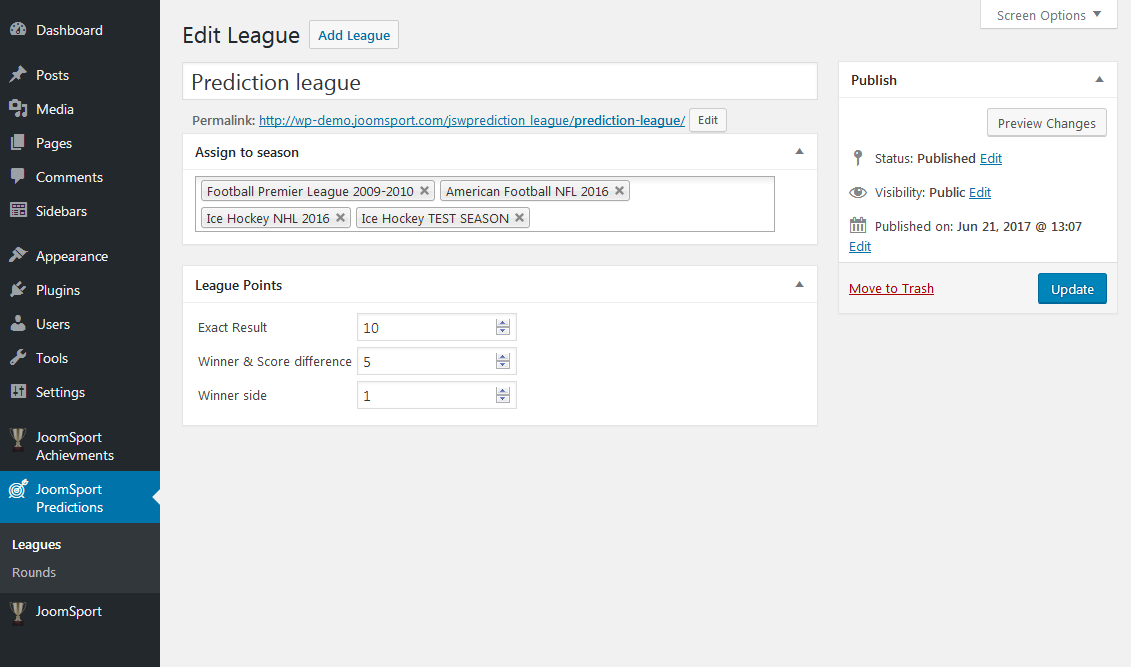 Dashboard
Posts
Media
Pages
Comments
Sidebars
Appearance
Plugins
Users
Tools
Settings
JoomSport
Achievments
JoomSport
Predictions
Leagues
Rounds
JoomSport
Screen Options
Edit League Add League
Prediction league
Permalink: http://wp-demo.joomsport.com/jswprediction_league/prediction-league/ Edit
Assign to season
Football Premier League 2009-2010 American Football NFL 2016
Ice Hockey NHL 2016 Ice Hockey TEST SEASON
League Points
Exact Result 10
Winner & Score difference 5
Winner side 1
Publish
Preview Changes
Status: Published Edit
Visibility: Public Edit
Published on: Jun 21, 2017 @ 13:07
Edit
Move to Trash Update